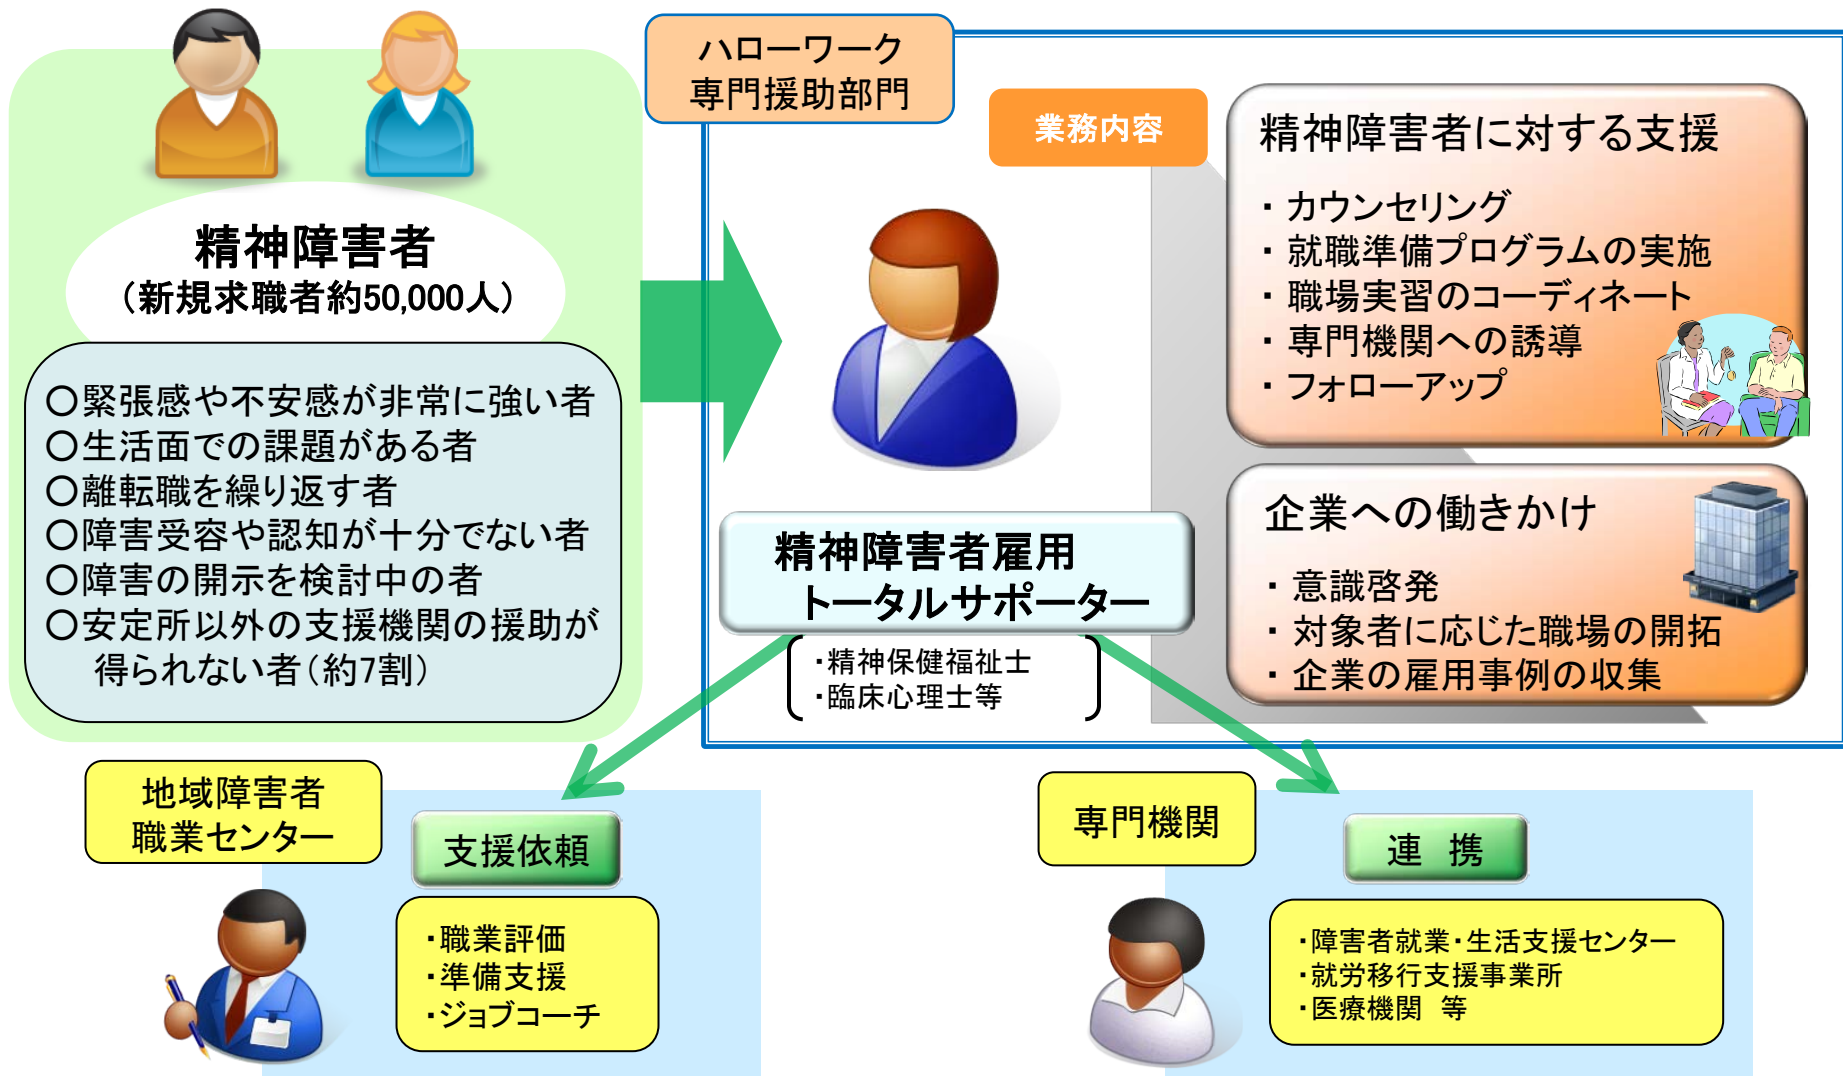 精神障害者
（新規求職者約50,000人）
○緊張感や不安感が非常に強い者
○生活面での課題がある者
○離転職を繰り返す者
○障害受容や認知が十分でない者
○障害の開示を検討中の者
○安定所以外の支援機関の援助が
得られない者（約7割）
ハローワーク
専門援助部門
業務内容
精神障害者に対する支援
・カウンセリング
・就職準備プログラムの実施
・職場実習のコーディネート
・専門機関への誘導
・フォローアップ
企業への働きかけ
・意識啓発
・対象者に応じた職場の開拓
・企業の雇用事例の収集
精神障害者雇用
トータルサポーター
・精神保健福祉士
・臨床心理士等
地域障害者
職業センター
支援依頼
・職業評価
・準備支援
・ジョブコーチ
専門機関
連 携
・障害者就業・生活支援センター
・就労移行支援事業所
・医療機関 等